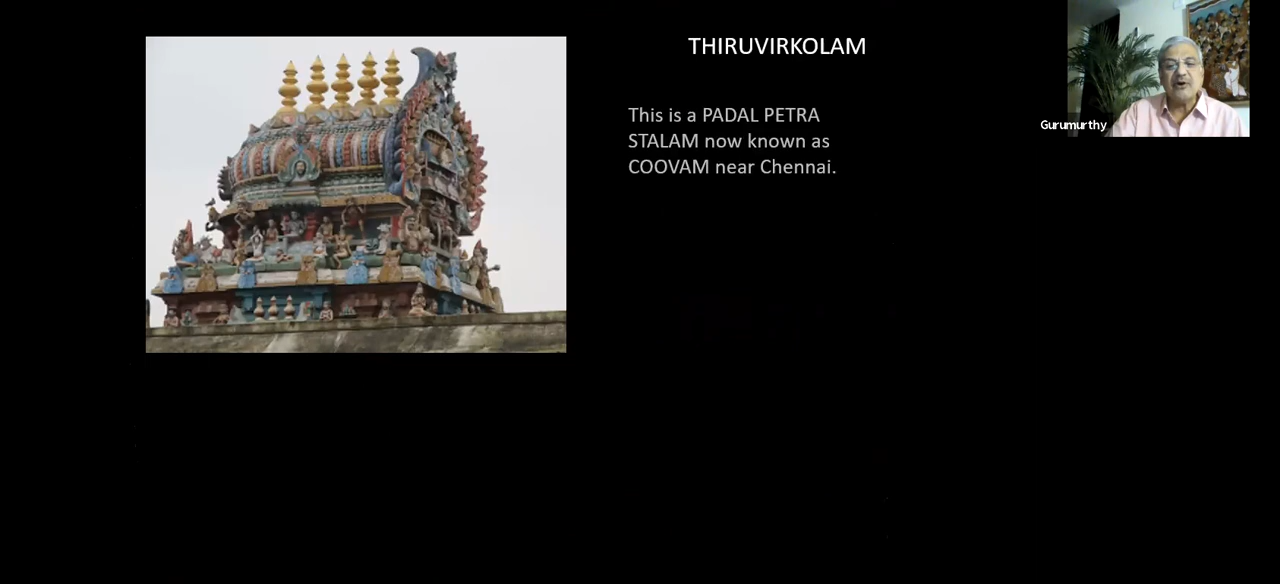 THIRUVIRKOLAM
This is a PADAL PETRA
STALAM now known as
COOVAM near Chennai.
Gurumurthy